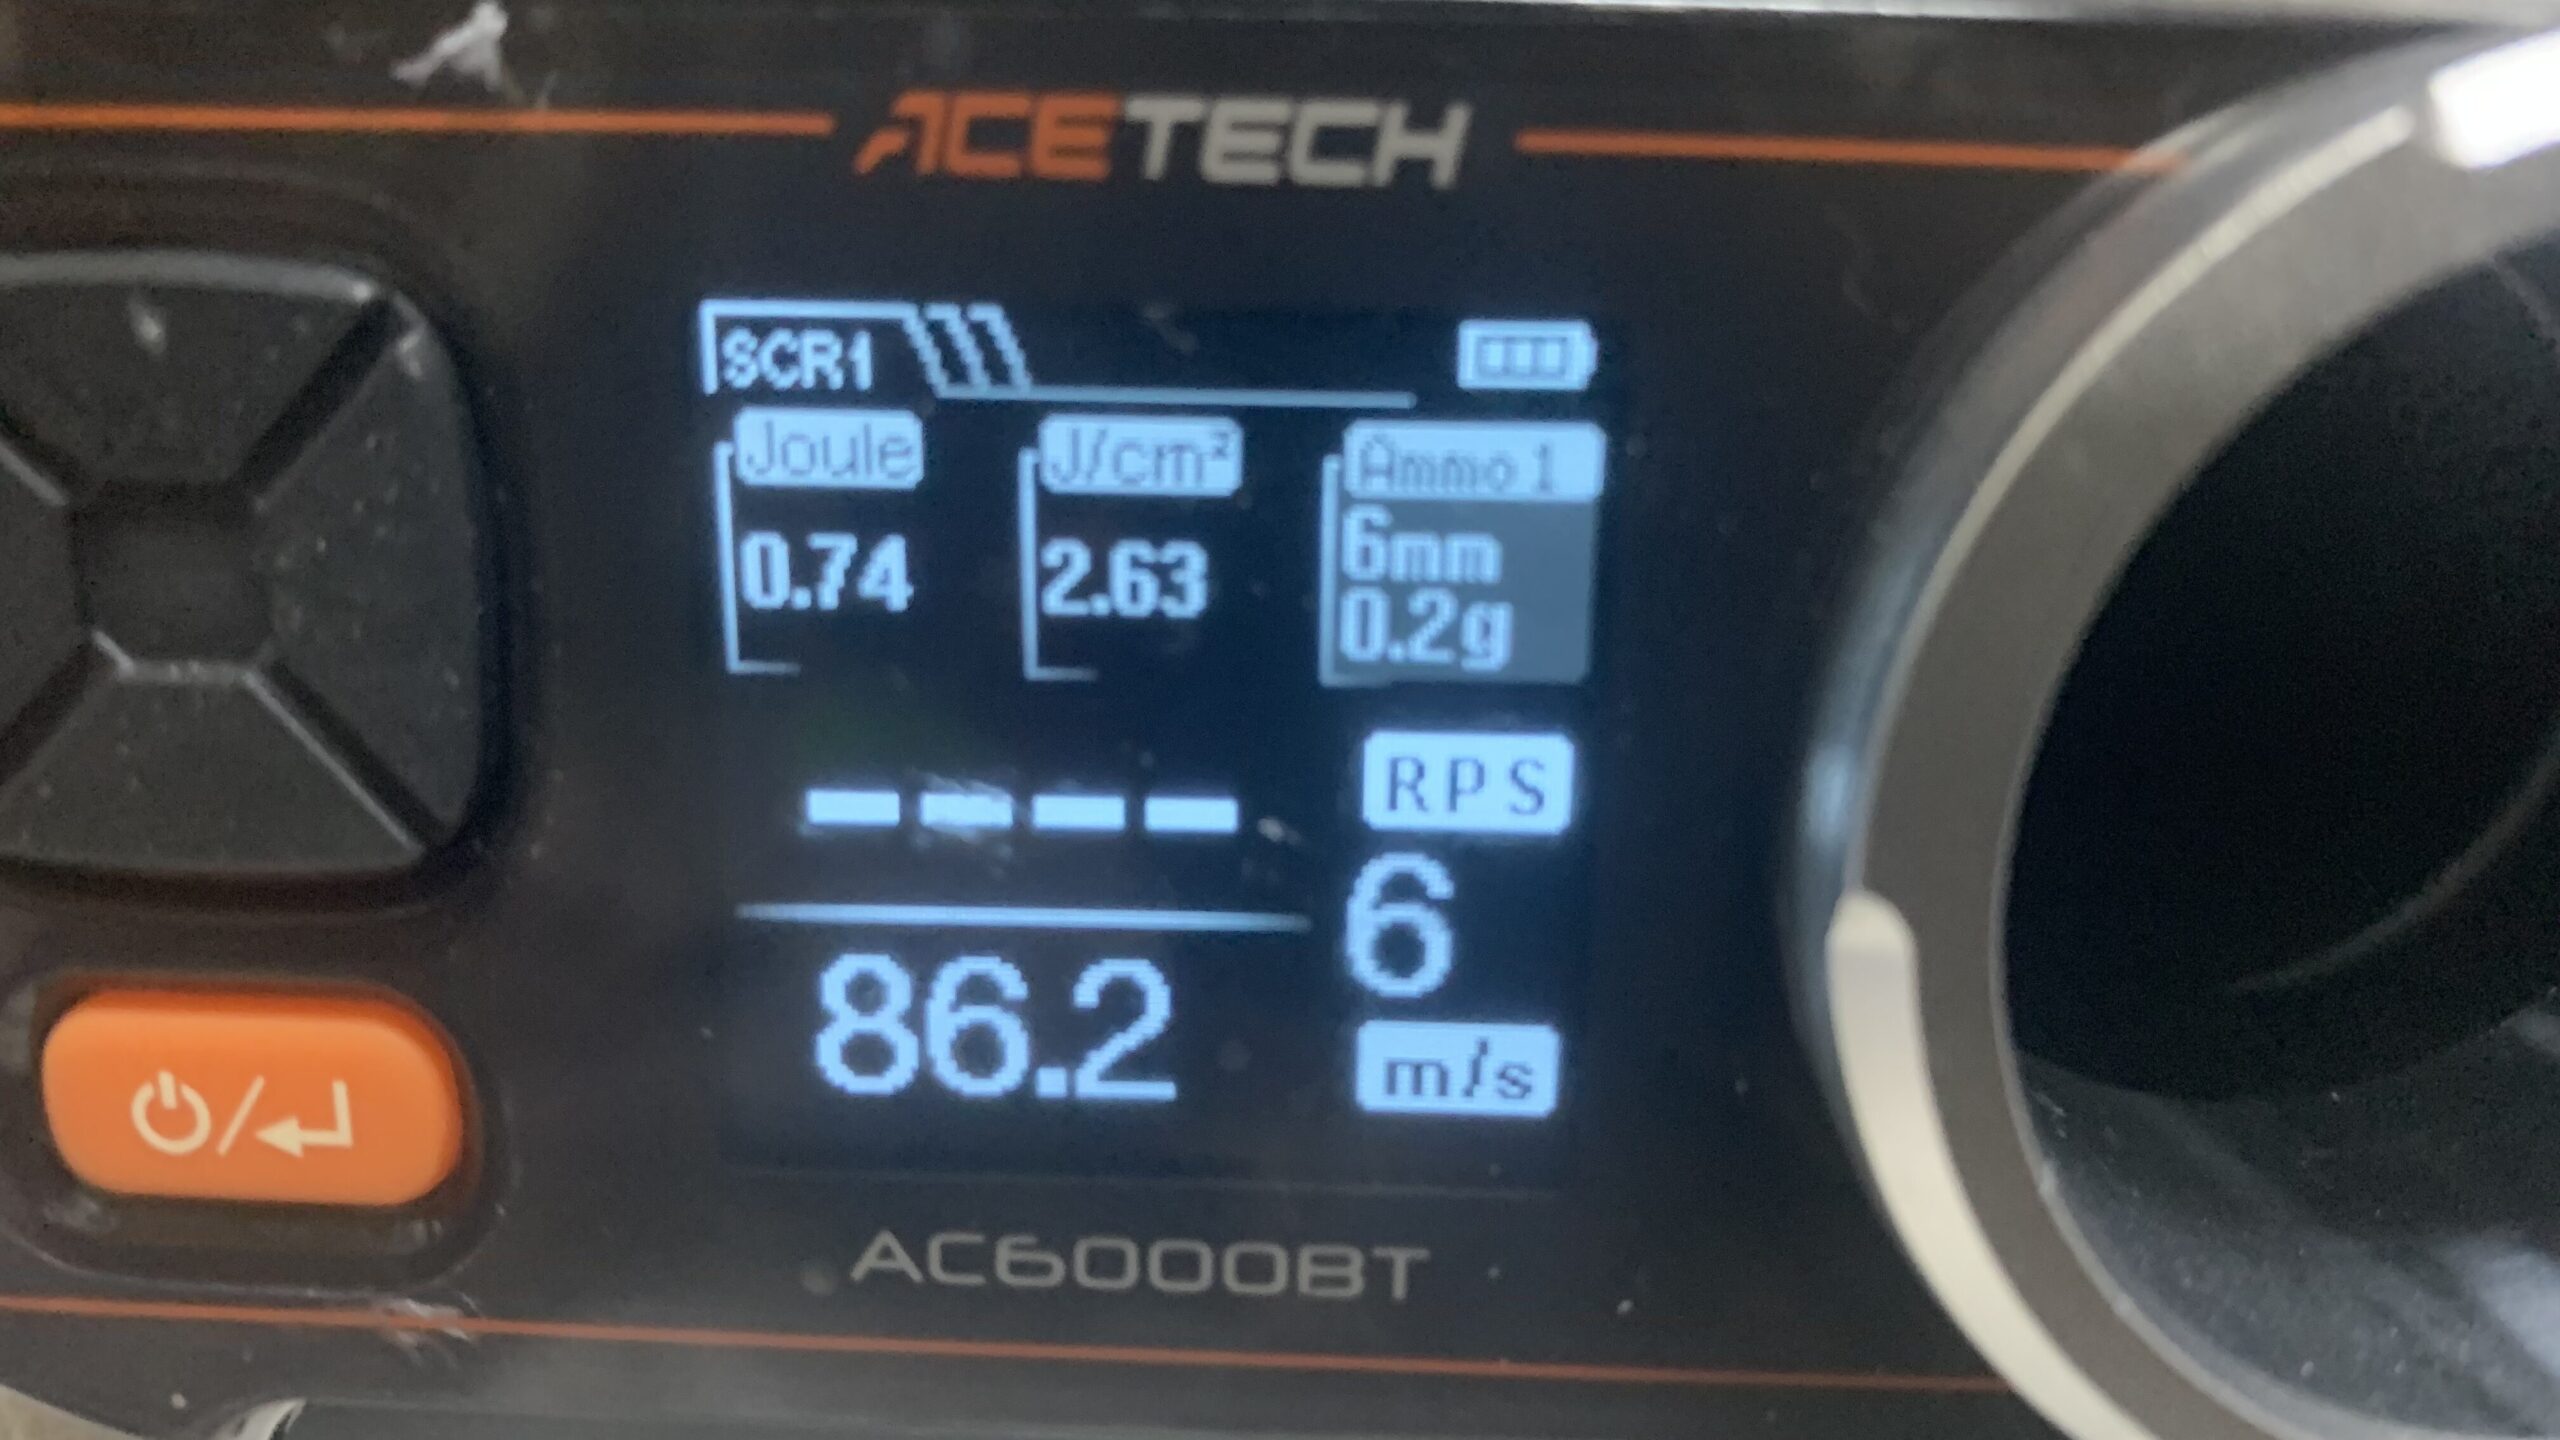 ACETECH
SCR1
Joule
J/cm²
Ammo 1
0.74
2.63
6mm
0.2g
----
RPS
6
86.2
m/s
AC6000BT